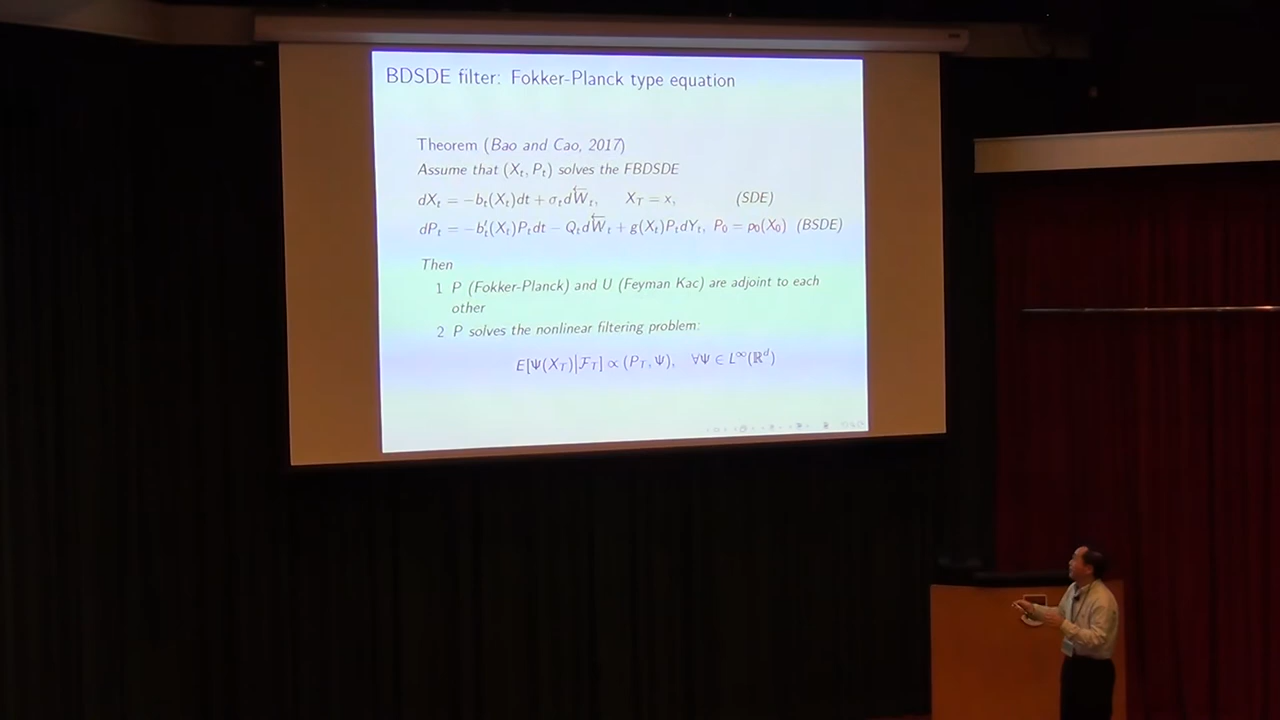 BDSDE filter: Fokker-Planck type equation
Theorem (Bao and Cao, 2017)
Assume that (X_t, P_t) solves the FBDSDE
dX_t = −b_t(X_t)dt + σ_t dW⃖_t, X_T = x, (SDE)
dP_t = −b′_t(X_t)P_t dt − Q_t dW⃖_t + g(X_t)P_t dY_t, P_0 = p_0(X_0) (BSDE)
Then
1 P (Fokker-Planck) and U (Feyman Kac) are adjoint to each
other
2 P solves the nonlinear filtering problem:
E[Ψ(X_T)|F_T] ∝ (P_T, Ψ), ∀Ψ ∈ L^∞(ℝ^d)